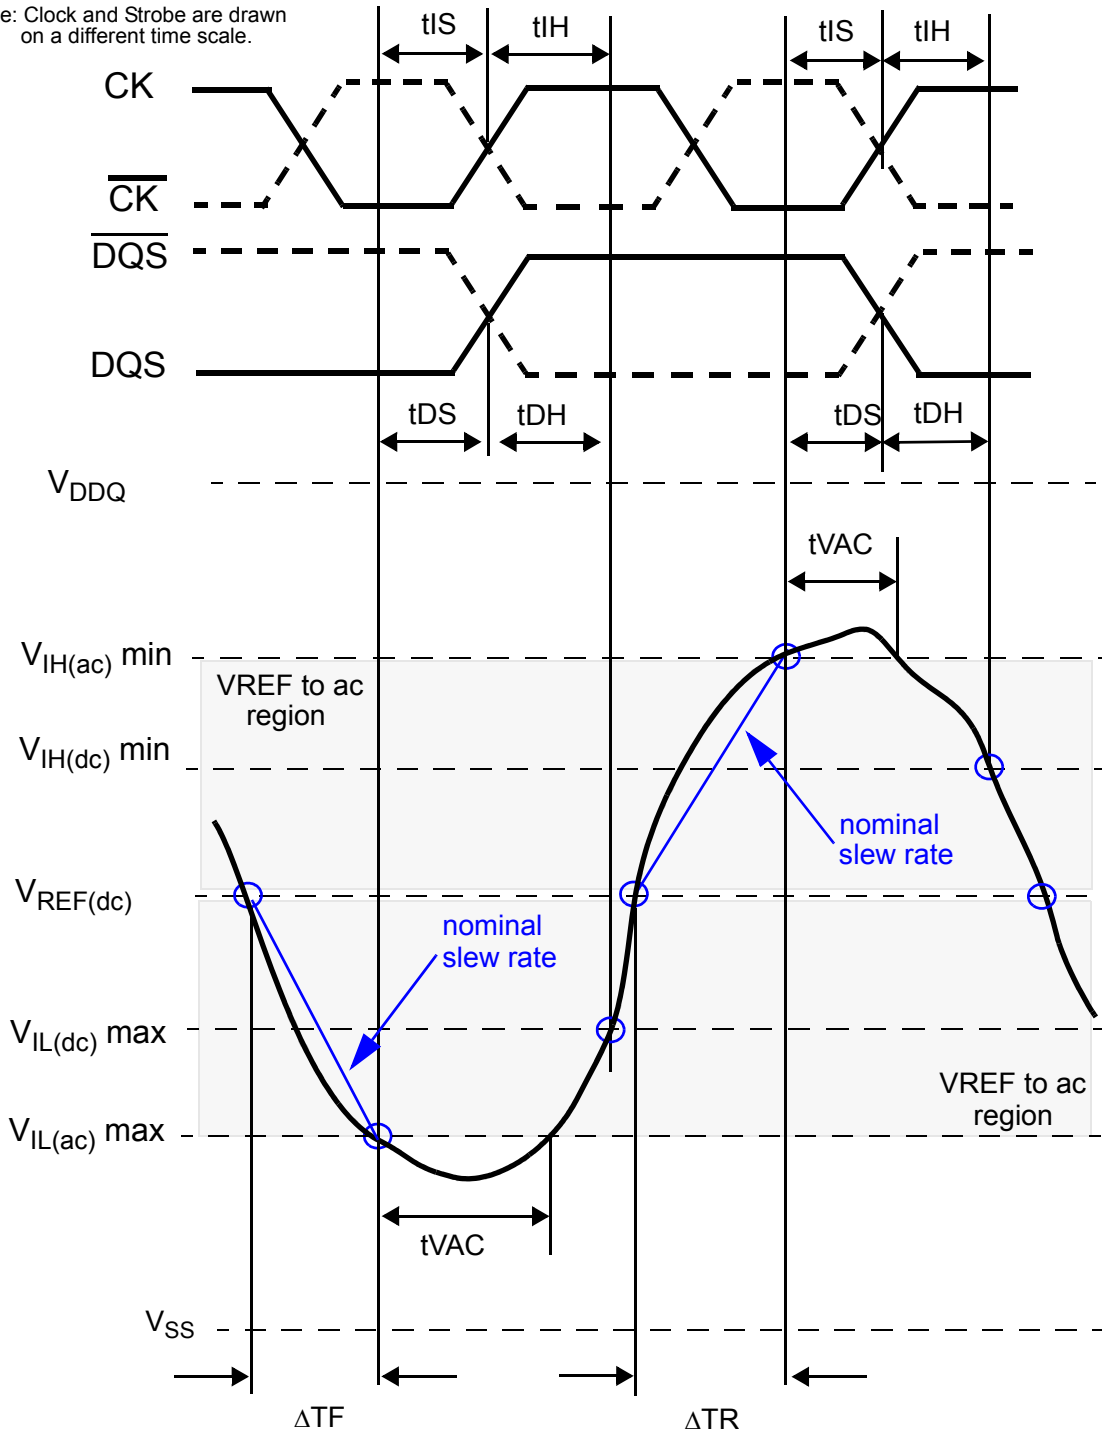 e: Clock and Strobe are drawn
on a different time scale.
tIS
tIH
tIS
tIH
CK
CK
DQS
DQS
tDS
tDH
tDS
tDH
VDDQ
tVAC
VIH(ac) min
VREF to ac
region
VIH(dc) min
nominal
slew rate
VREF(dc)
nominal
slew rate
VIL(dc) max
VREF to ac
region
VIL(ac) max
tVAC
VSS
ΔTF
ΔTR